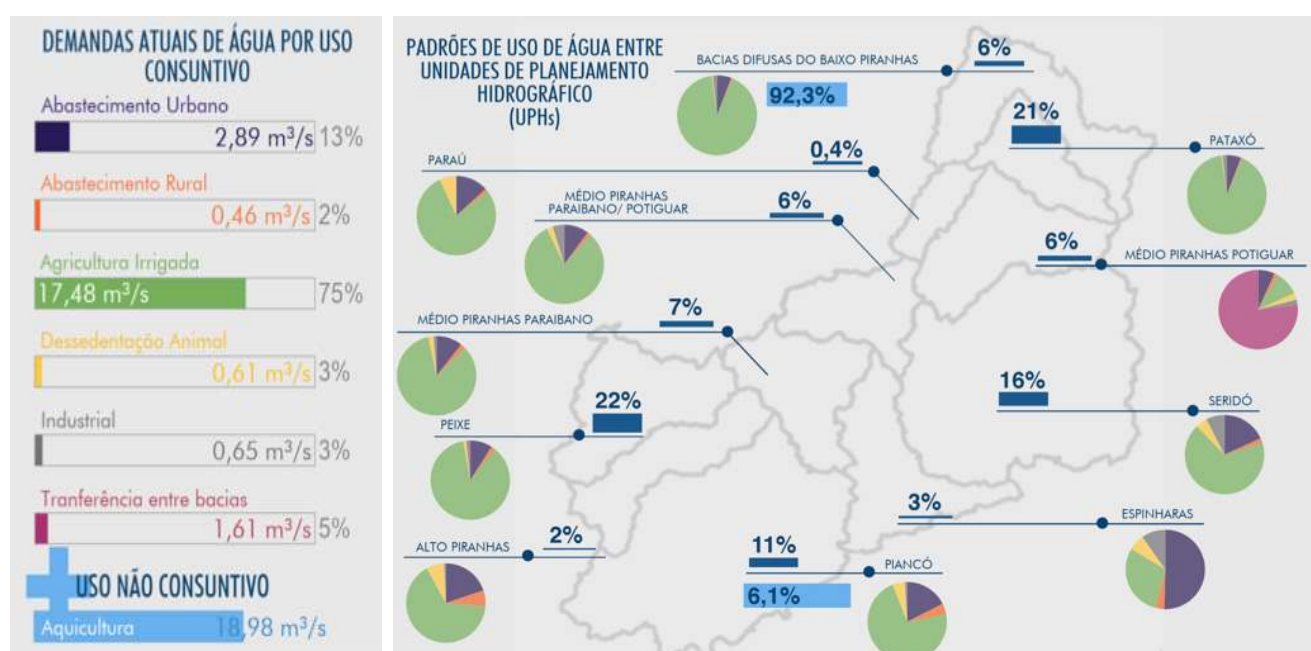 DEMANDAS ATUAIS DE ÁGUA POR USO
CONSUNTIVO
Abastecimento Urbano
2,89 m³/s 13%
Abastecimento Rural
0,46 m³/s 2%
Agricultura Irrigada
17,48 m³/s 75%
Dessedentação Animal
0,61 m³/s 3%
Industrial
0,65 m³/s 3%
Tranferência entre bacias
1,61 m³/s 5%
USO NÃO CONSUNTIVO
Aquicultura 18,98 m³/s
PADRÕES DE USO DE ÁGUA ENTRE
UNIDADES DE PLANEJAMENTO
HIDROGRÁFICO
(UPHs)
BACIAS DIFUSAS DO BAIXO PIRANHAS 6%
92,3%
21%
PATAXÓ
PARAÚ 0,4%
MÉDIO PIRANHAS
PARAIBANO/ POTIGUAR 6%
6%
MÉDIO PIRANHAS POTIGUAR
MÉDIO PIRANHAS PARAIBANO 7%
PEIXE 22%
16%
SERIDÓ
3%
ESPINHARAS
ALTO PIRANHAS 2%
11%
PIANCÓ
6,1%